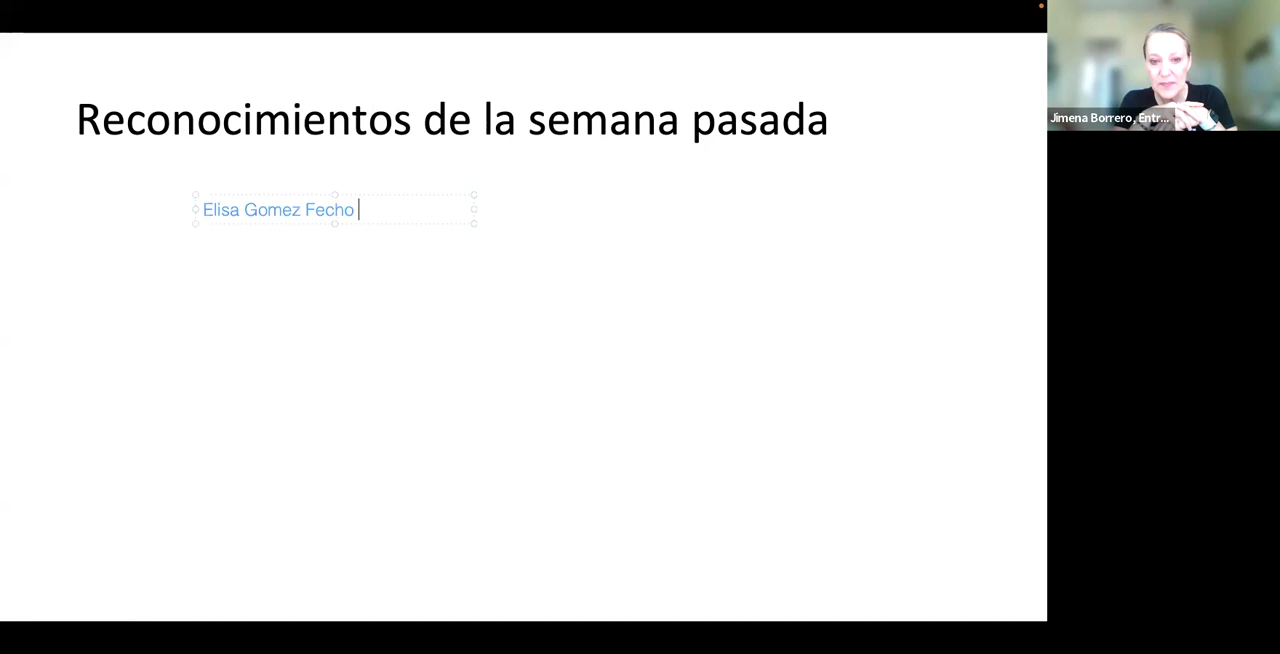 Reconocimientos de la semana pasada
Elisa Gomez Fecho
Jimena Borrero, Entr...